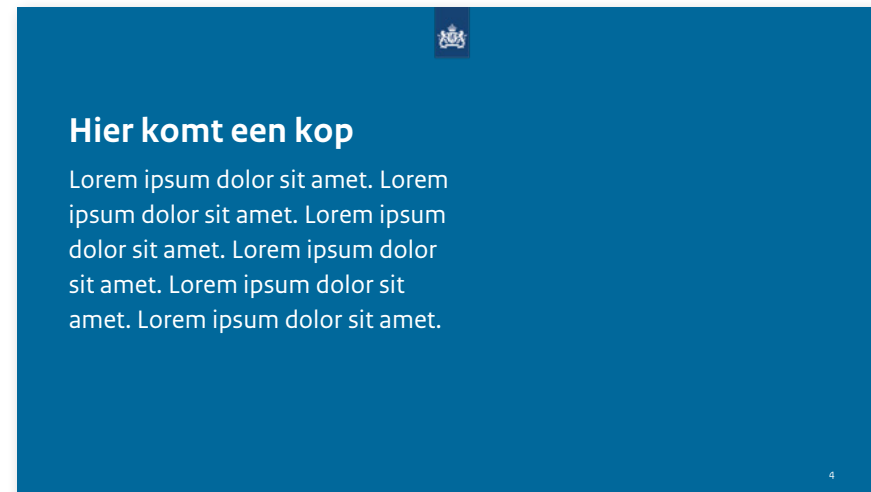 Hier komt een kop
Lorem ipsum dolor sit amet. Lorem
ipsum dolor sit amet. Lorem ipsum
dolor sit amet. Lorem ipsum dolor
sit amet. Lorem ipsum dolor sit
amet. Lorem ipsum dolor sit amet.
4